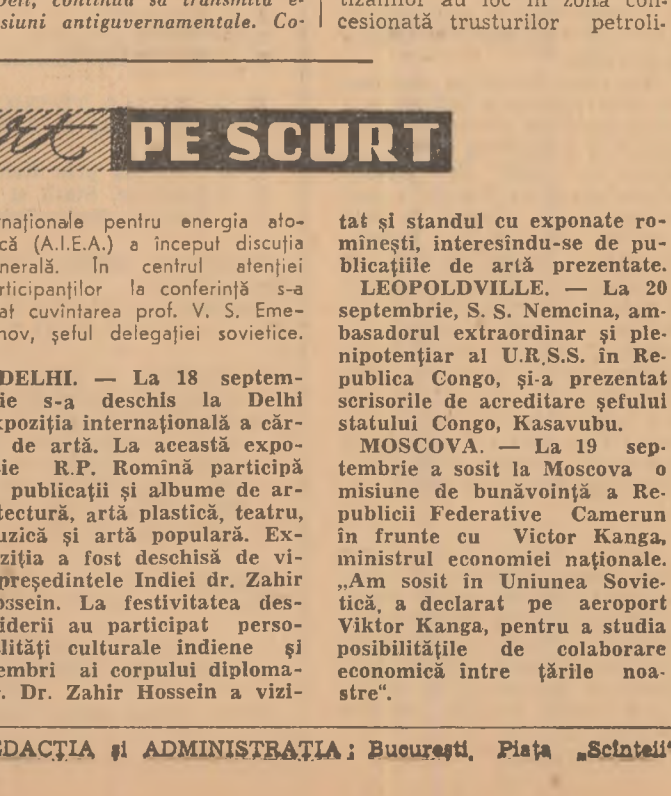 siuni antiguvernamentale. Co-
cesionată trusturilor petroli-
PE SCURT
rnaționale pentru energia ato-
că (A.I.E.A.) a început discuția
nerală. În centrul atenției
rticipanților la conferință s-a
at cuvîntarea prof. V. S. Eme-
nov, șeful delegației sovietice.
DELHI. — La 18 septem-
ie s-a deschis la Delhi
xpoziția internațională a căr-
de artă. La această expo-
ie R.P. Romînă participă
publicații și albume de ar-
tectură, artă plastică, teatru,
uzică și artă populară. Ex-
ziția a fost deschisă de vi-
președintele Indiei dr. Zahir
ossein. La festivitatea des-
iderii au participat perso-
lități culturale indiene și
embri ai corpului diploma-
. Dr. Zahir Hossein a vizi-
tat și standul cu exponate ro-
mînești, interesîndu-se de pu-
blicațiile de artă prezentate.
LEOPOLDVILLE. — La 20
septembrie, S. S. Nemcina, am-
basadorul extraordinar și ple-
nipotențiar al U.R.S.S. în Re-
publica Congo, și-a prezentat
scrisorile de acreditare șefului
statului Congo, Kasavubu.
MOSCOVA. — La 19 sep-
tembrie a sosit la Moscova o
misiune de bunăvoință a Re-
publicii Federative Camerun
în frunte cu Victor Kanga,
ministrul economiei naționale.
„Am sosit în Uniunea Sovie-
tică, a declarat pe aeroport
Viktor Kanga, pentru a studia
posibilitățile de colaborare
economică între țările noa-
stre“.
EDACȚIA și ADMINISTRAȚIA: București, Piața „Scînteii“